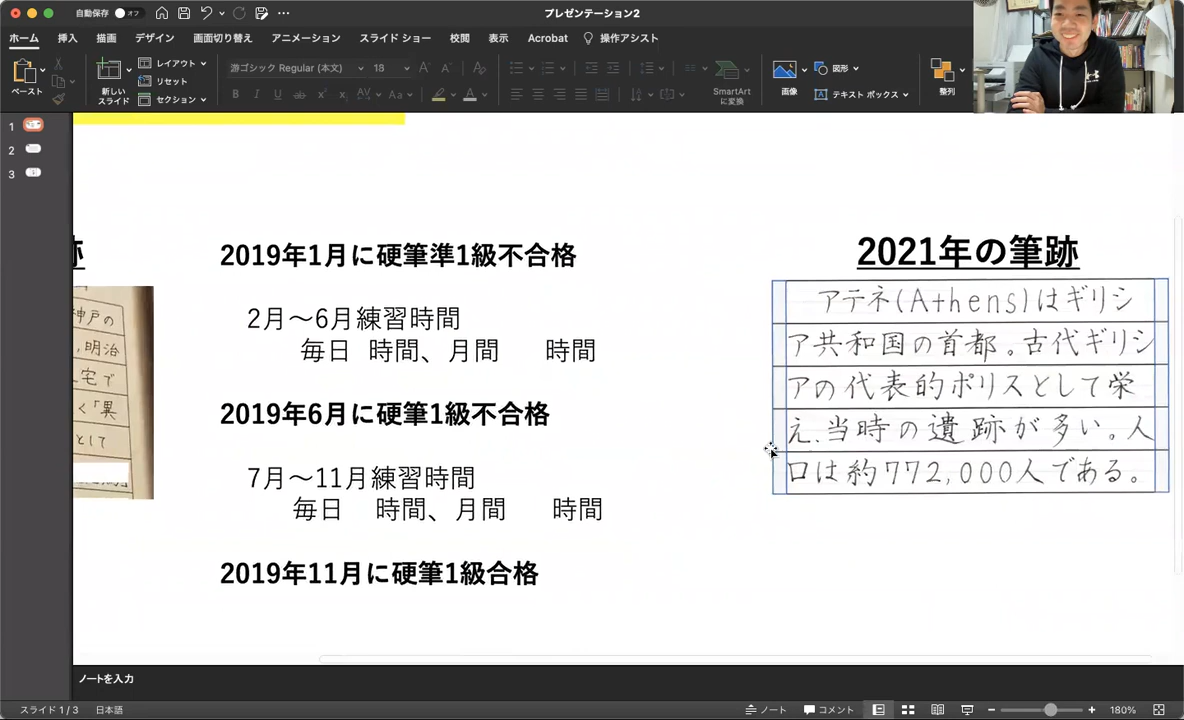 自動保存 オフ
プレゼンテーション2
ホーム 挿入 描画 デザイン 画面切り替え アニメーション スライド ショー 校閲 表示 Acrobat 操作アシスト
ペースト
新しい
スライド
レイアウト
リセット
セクション
游ゴシック Regular (本文) 18
B I U
SmartArt
に変換
画像
図形
テキスト ボックス
整列
1
2
3
跡
神戸の
,明治
宅で
く「異
として
2019年1月に硬筆準1級不合格
2月〜6月練習時間
毎日 時間、月間 時間
2019年6月に硬筆1級不合格
7月〜11月練習時間
毎日 時間、月間 時間
2019年11月に硬筆1級合格
2021年の筆跡
アテネ(Athens)はギリシ
ア共和国の首都。古代ギリシ
アの代表的ポリスとして栄
え、当時の遺跡が多い。人
口は約772,000人である。
ノートを入力
スライド 1 / 3 日本語
ノート コメント 180%